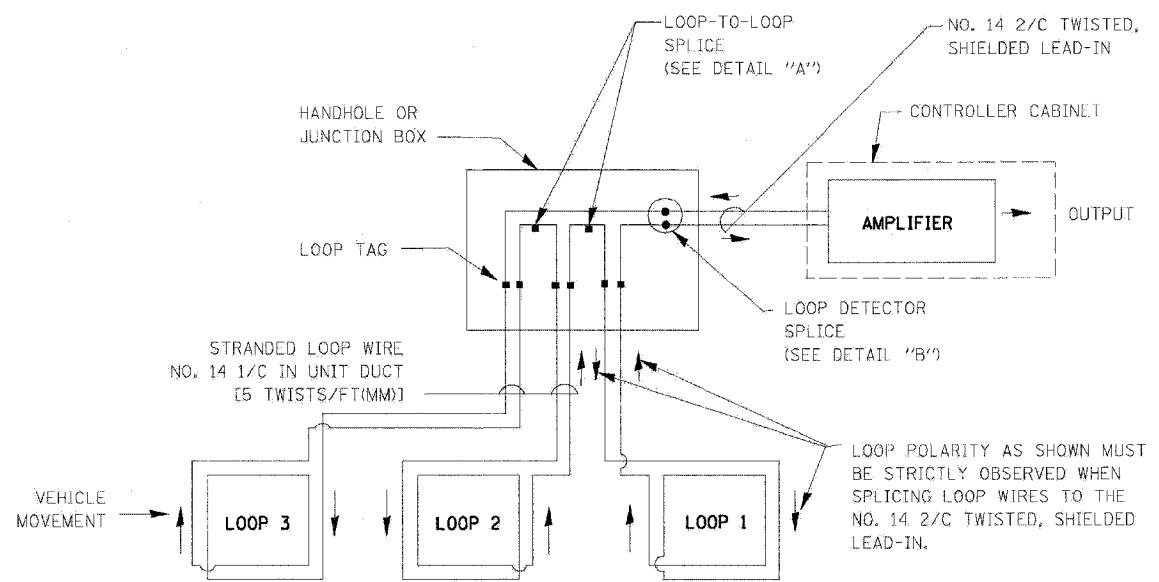 LOOP-TO-LOOP
SPLICE
(SEE DETAIL "A")
NO. 14 2/C TWISTED,
SHIELDED LEAD-IN
HANDHOLE OR
JUNCTION BOX
CONTROLLER CABINET
AMPLIFIER
OUTPUT
LOOP TAG
LOOP DETECTOR
SPLICE
(SEE DETAIL "B")
STRANDED LOOP WIRE
NO. 14 1/C IN UNIT DUCT
[5 TWISTS/FT(MM)]
LOOP POLARITY AS SHOWN MUST
BE STRICTLY OBSERVED WHEN
SPLICING LOOP WIRES TO THE
NO. 14 2/C TWISTED, SHIELDED
LEAD-IN.
VEHICLE
MOVEMENT
LOOP 3
LOOP 2
LOOP 1